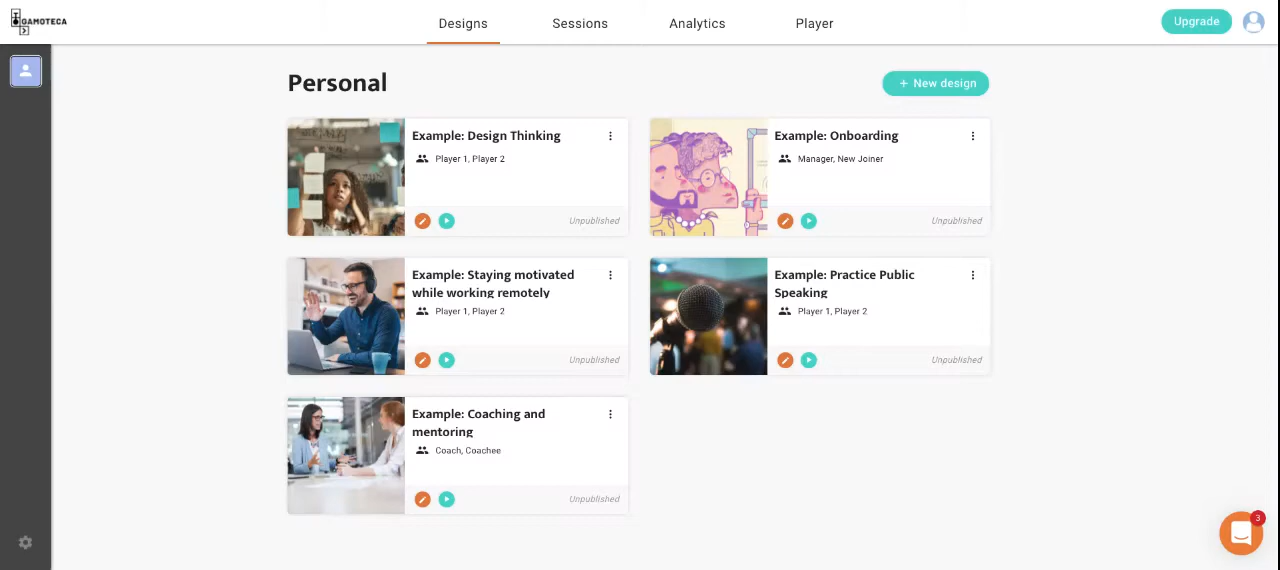 GAMOTECA
Designs
Sessions
Analytics
Player
Upgrade
Personal
+ New design
Example: Design Thinking
Player 1, Player 2
Unpublished
Example: Onboarding
Manager, New Joiner
Unpublished
Example: Staying motivated
while working remotely
Player 1, Player 2
Unpublished
Example: Practice Public
Speaking
Player 1, Player 2
Unpublished
Example: Coaching and
mentoring
Coach, Coachee
Unpublished
3